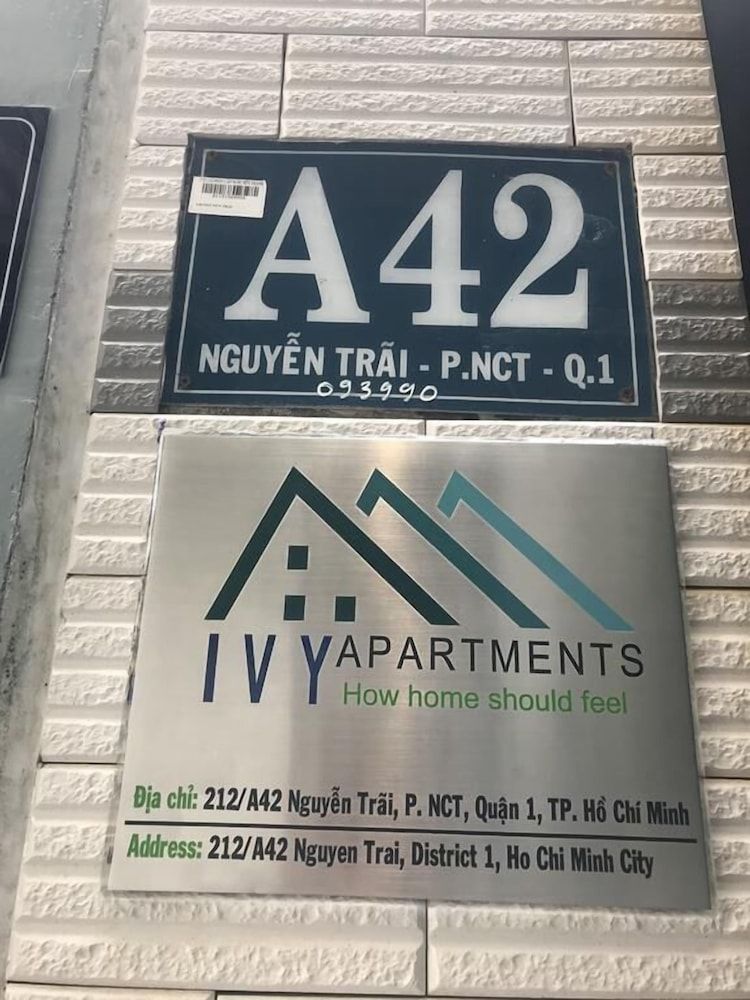 A42
NGUYỄN TRÃI - P.NCT - Q.1
093990
IVY APARTMENTS
How home should feel
Địa chỉ: 212/A42 Nguyễn Trãi, P. NCT, Quận 1, TP. Hồ Chí Minh
Address: 212/A42 Nguyen Trai, District 1, Ho Chi Minh City